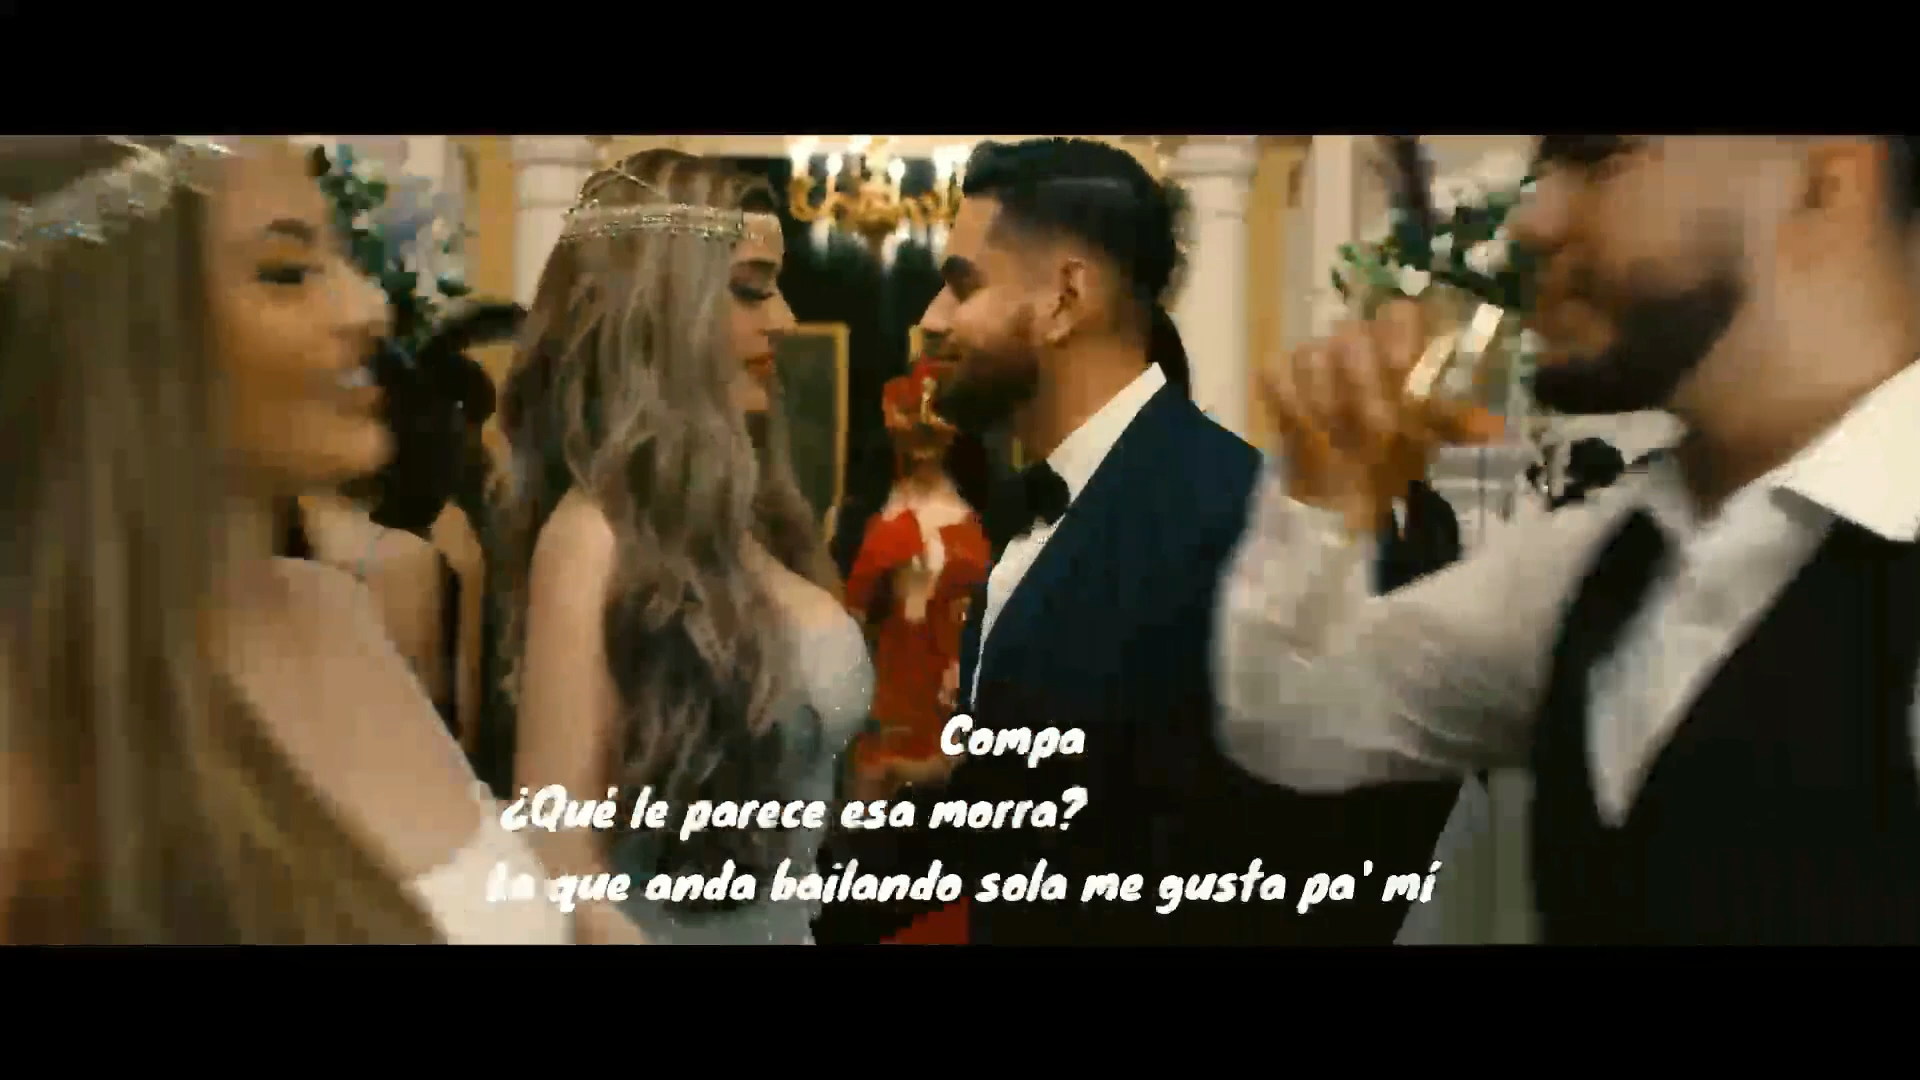 Compa
¿Qué le parece esa morra?
La que anda bailando sola me gusta pa' mí